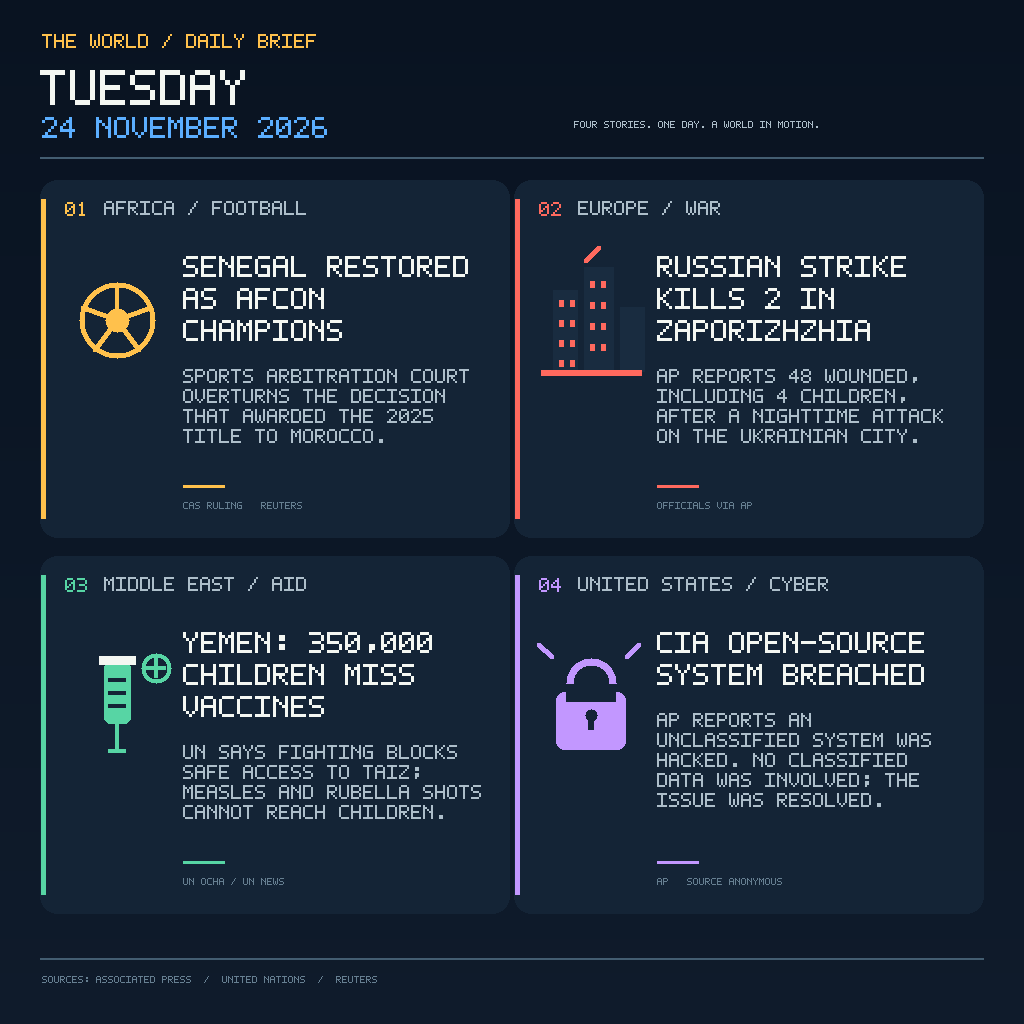 THE WORLD / DAILY BRIEF
TUESDAY
24 NOVEMBER 2026
FOUR STORIES. ONE DAY. A WORLD IN MOTION.
01 AFRICA / FOOTBALL
SENEGAL RESTORED
AS AFCON
CHAMPIONS
SPORTS ARBITRATION COURT
OVERTURNS THE DECISION
THAT AWARDED THE 2025
TITLE TO MOROCCO.
CAS RULING REUTERS
02 EUROPE / WAR
RUSSIAN STRIKE
KILLS 2 IN
ZAPORIZHZHIA
AP REPORTS 48 WOUNDED,
INCLUDING 4 CHILDREN,
AFTER A NIGHTTIME ATTACK
ON THE UKRAINIAN CITY.
OFFICIALS VIA AP
03 MIDDLE EAST / AID
YEMEN: 350,000
CHILDREN MISS
VACCINES
UN SAYS FIGHTING BLOCKS
SAFE ACCESS TO TAIZ;
MEASLES AND RUBELLA SHOTS
CANNOT REACH CHILDREN.
UN OCHA / UN NEWS
04 UNITED STATES / CYBER
CIA OPEN-SOURCE
SYSTEM BREACHED
AP REPORTS AN
UNCLASSIFIED SYSTEM WAS
HACKED. NO CLASSIFIED
DATA WAS INVOLVED; THE
ISSUE WAS RESOLVED.
AP SOURCE ANONYMOUS
SOURCES: ASSOCIATED PRESS / UNITED NATIONS / REUTERS